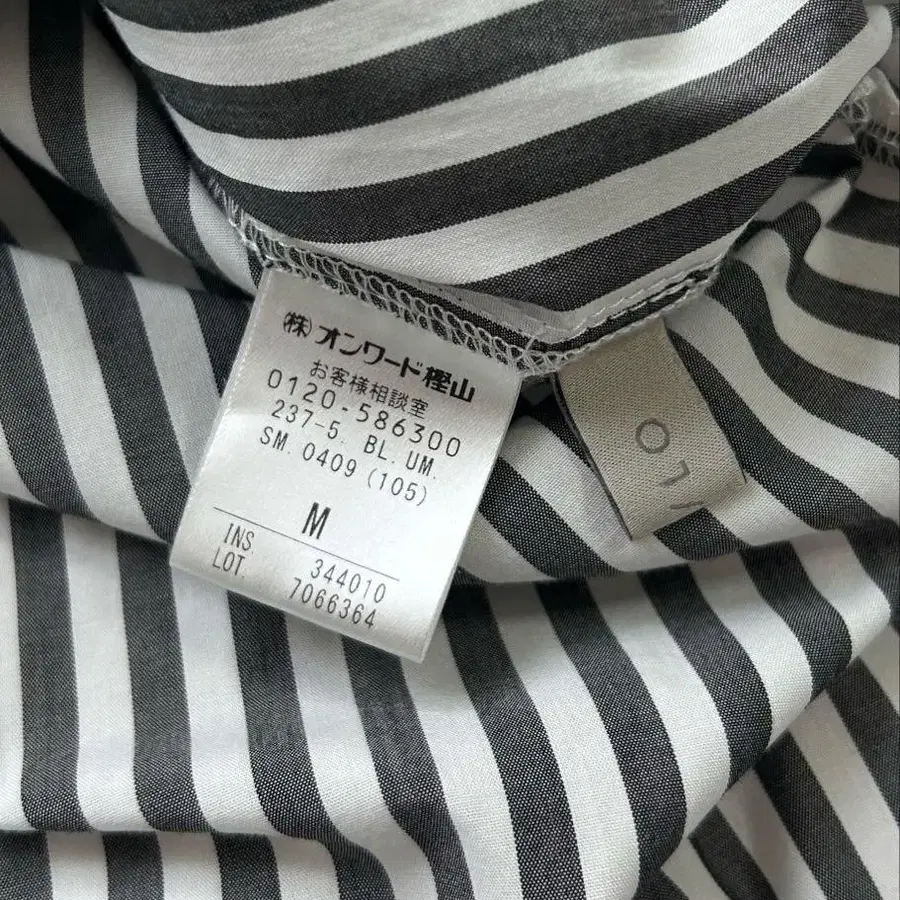 (株)オンワード樫山
お客様相談室
0120-586300
237-5. BL. UM.
SM. 0409 (105)
M
INS. 344010
LOT. 7066364